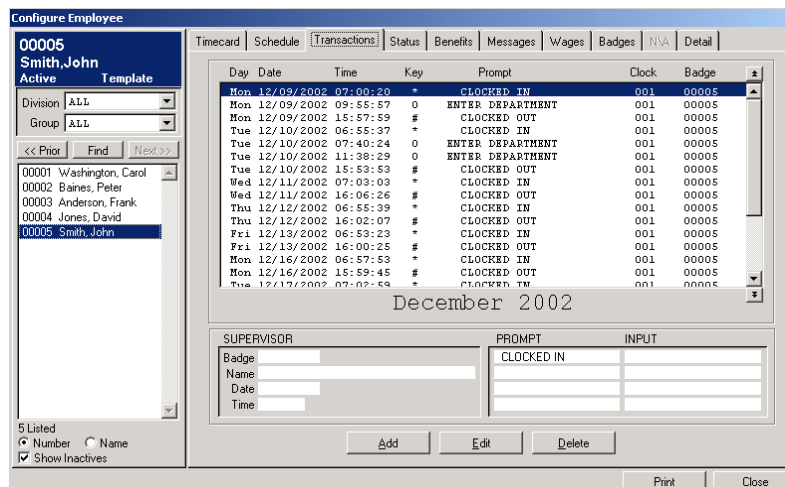 Configure Employee
00005
Smith,John
Active Template
Division ALL
Group ALL
<< Prior Find Next >>
00001 Washington, Carol
00002 Baines, Peter
00003 Anderson, Frank
00004 Jones, David
00005 Smith, John
5 Listed
Number Name
Show Inactives
Timecard Schedule Transactions Status Benefits Messages Wages Badges N\A Detail
Day Date Time Key Prompt Clock Badge
Mon 12/09/2002 07:00:20 * CLOCKED IN 001 00005
Mon 12/09/2002 09:55:57 0 ENTER DEPARTMENT 001 00005
Mon 12/09/2002 15:57:59 # CLOCKED OUT 001 00005
Tue 12/10/2002 06:55:37 * CLOCKED IN 001 00005
Tue 12/10/2002 07:40:24 0 ENTER DEPARTMENT 001 00005
Tue 12/10/2002 11:38:29 0 ENTER DEPARTMENT 001 00005
Tue 12/10/2002 15:53:53 # CLOCKED OUT 001 00005
Wed 12/11/2002 07:03:03 * CLOCKED IN 001 00005
Wed 12/11/2002 16:06:26 # CLOCKED OUT 001 00005
Thu 12/12/2002 06:55:39 * CLOCKED IN 001 00005
Thu 12/12/2002 16:02:07 # CLOCKED OUT 001 00005
Fri 12/13/2002 06:53:23 * CLOCKED IN 001 00005
Fri 12/13/2002 16:00:25 # CLOCKED OUT 001 00005
Mon 12/16/2002 06:57:53 * CLOCKED IN 001 00005
Mon 12/16/2002 15:59:45 # CLOCKED OUT 001 00005
Tue 12/17/2002 07:02:59 * CLOCKED IN 001 00005
December 2002
SUPERVISOR
Badge
Name
Date
Time
PROMPT INPUT
CLOCKED IN
Add Edit Delete
Print Close